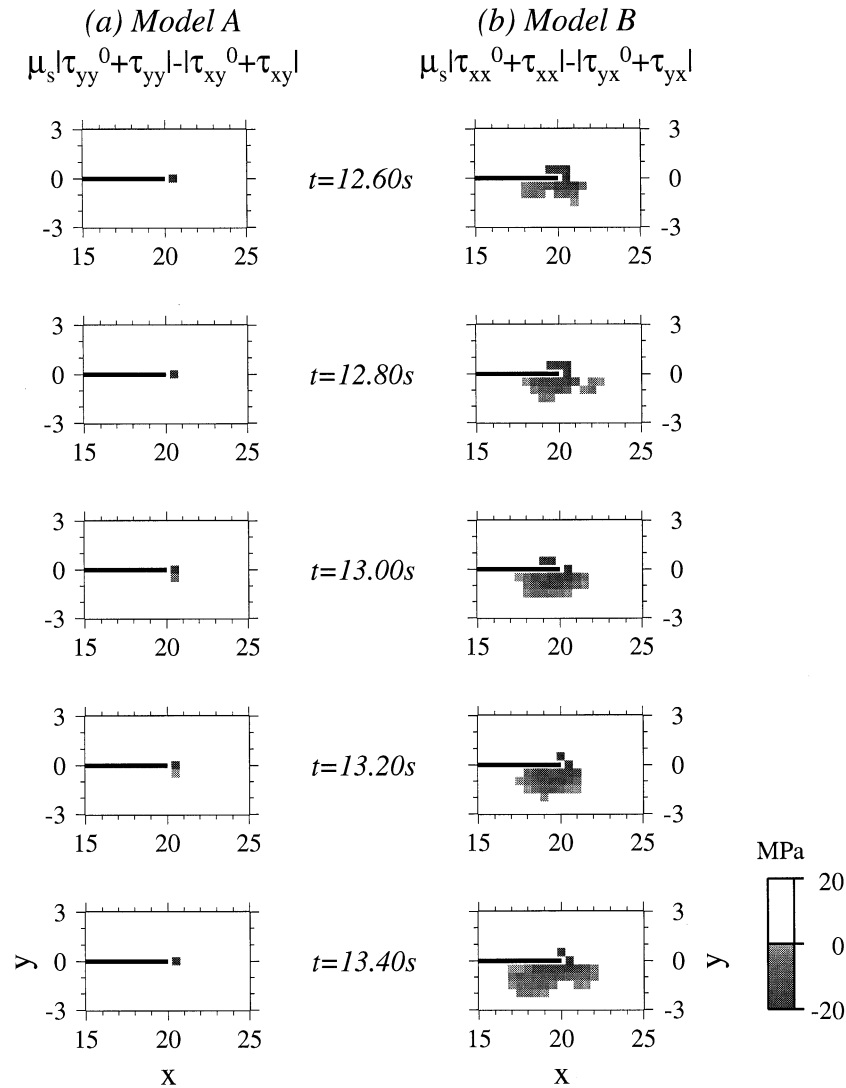 (a) Model A (b) Model B
μs|τyy⁰+τyy|-|τxy⁰+τxy| μs|τxx⁰+τxx|-|τyx⁰+τyx|
3 3
0 t=12.60s 0
-3 -3
15 20 25 15 20 25
3 3
0 t=12.80s 0
-3 -3
15 20 25 15 20 25
3 3
0 t=13.00s 0
-3 -3
15 20 25 15 20 25
3 3
0 t=13.20s 0
-3 -3
15 20 25 15 20 25
MPa
20
0
-20
3 3
y 0 t=13.40s 0 y
-3 -3
15 20 25 15 20 25
x x